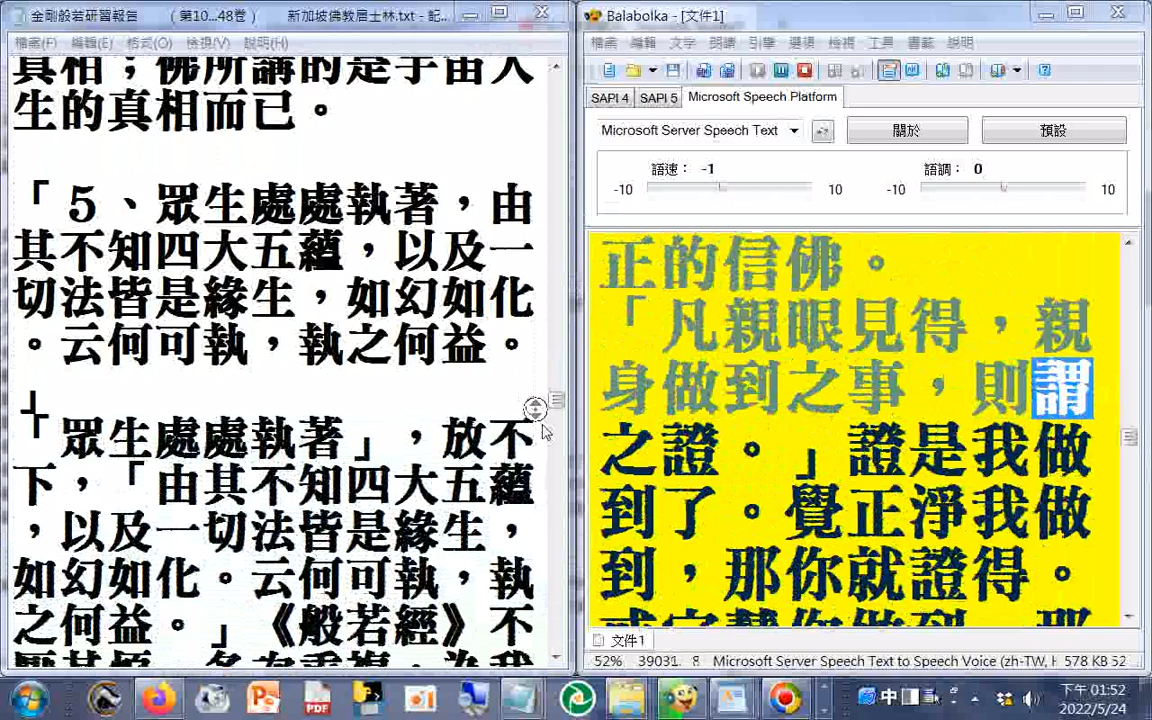 金剛般若研習報告 （第10...48卷） 新加坡佛教居士林.txt - 記...
檔案(F) 編輯(E) 格式(O) 檢視(V) 說明(H)
真相；佛所講的是宇宙人
生的真相而已。
「５、眾生處處執著，由
其不知四大五蘊，以及一
切法皆是緣生，如幻如化
。云何可執，執之何益。
」
「眾生處處執著」，放不
下，「由其不知四大五蘊
，以及一切法皆是緣生，
如幻如化。云何可執，執
之何益。」《般若經》不
Balabolka - [文件1]
檔案 編輯 文字 朗讀 引擎 選項 檢視 工具 書籤 說明
SAPI 4 SAPI 5 Microsoft Speech Platform
Microsoft Server Speech Text 關於 預設
語速： -1 語調： 0
-10 10 -10 10
正的信佛。
「凡親眼見得，親
身做到之事，則謂
之證。」證是我做
到了。覺正淨我做
到，那你就證得。
文件1
52% 39031. 8 Microsoft Server Speech Text to Speech Voice (zh-TW, H 578 KB 52
中
下午 01:52
2022/5/24